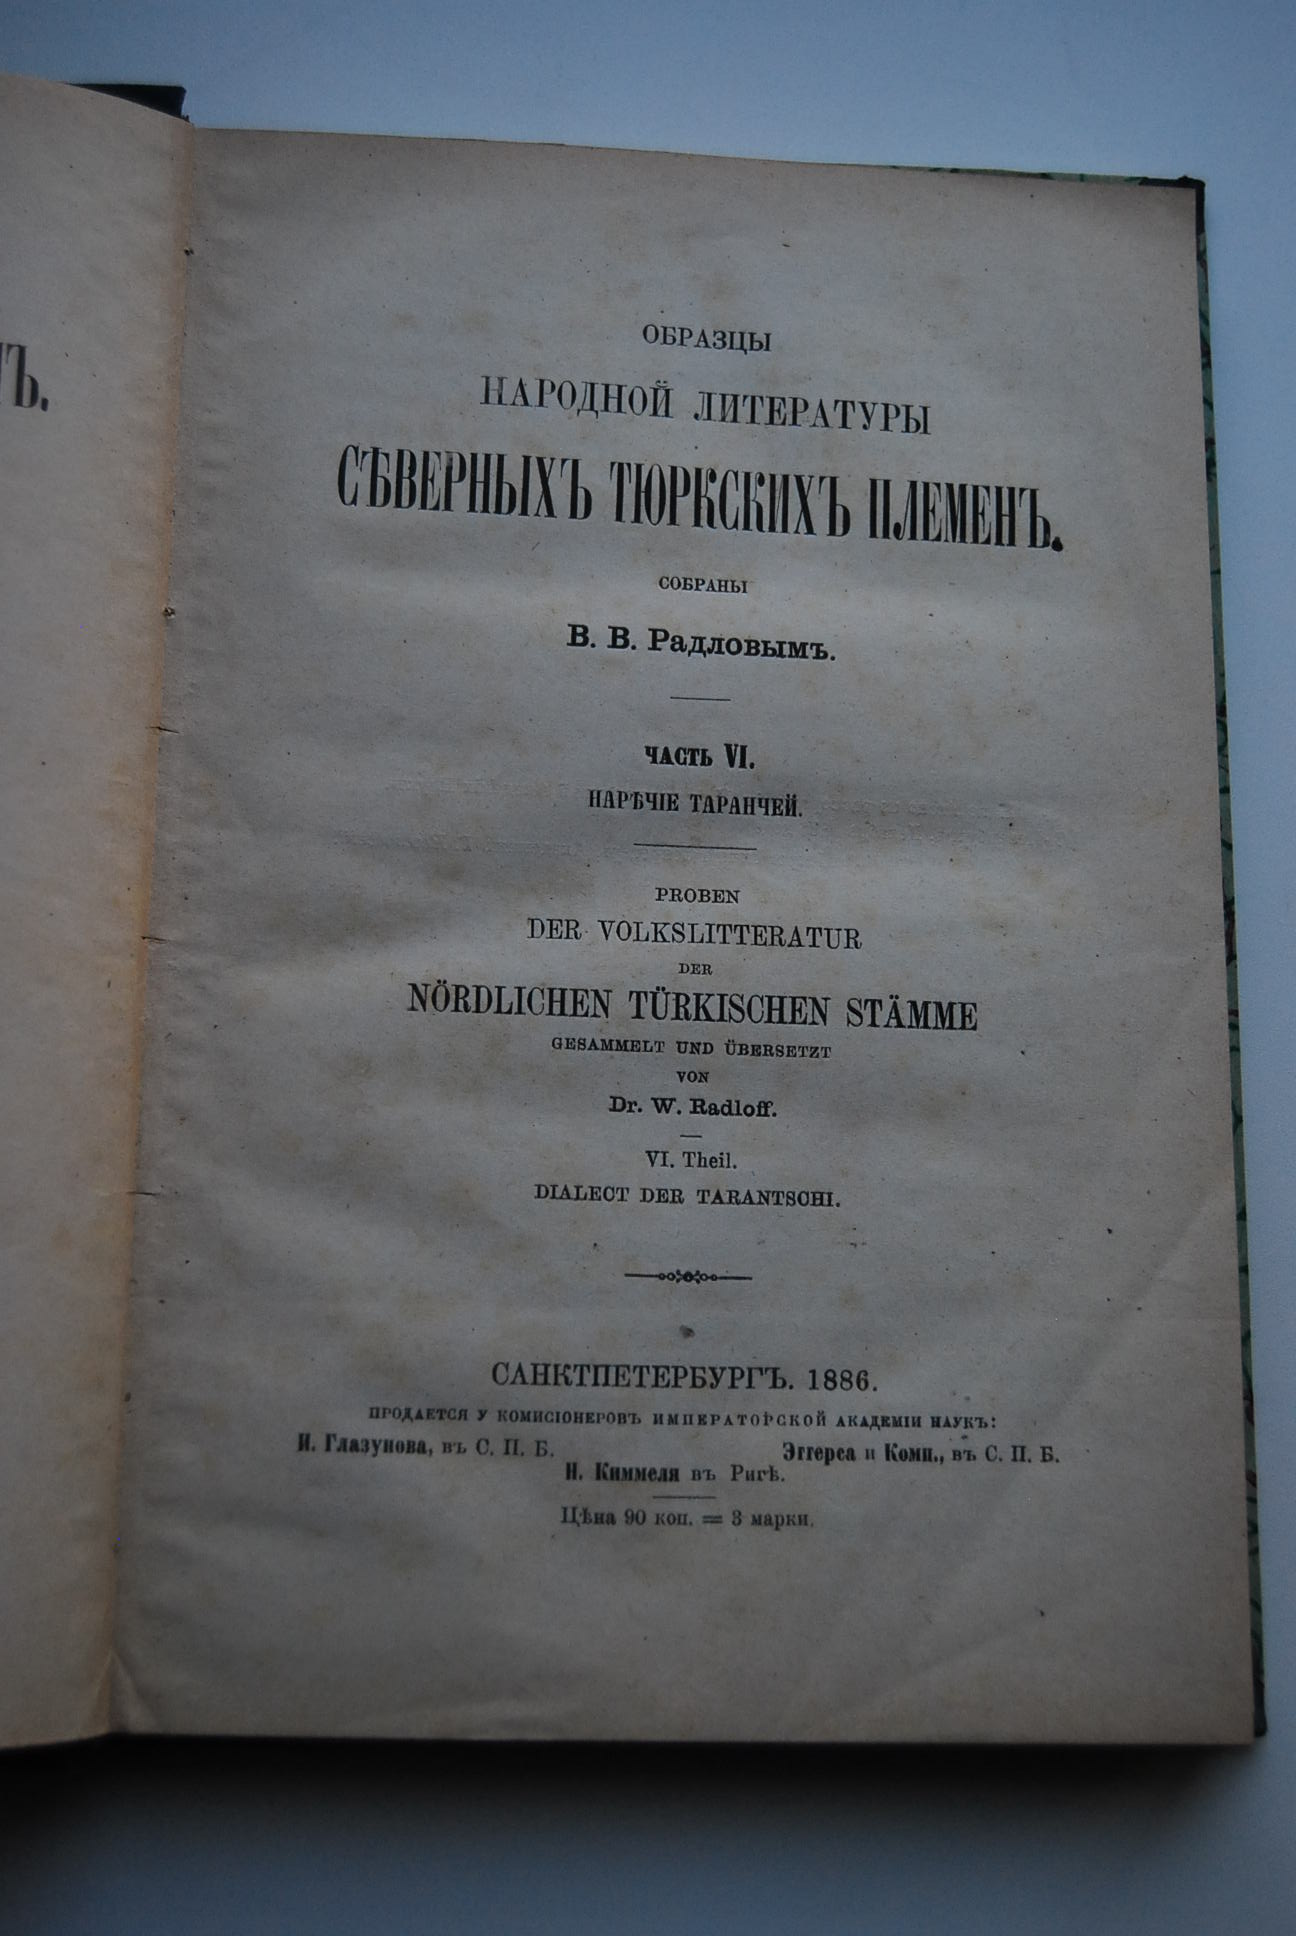 ТЪ.
ОБРАЗЦЫ
НАРОДНОЙ ЛИТЕРАТУРЫ
СѢВЕРНЫХЪ ТЮРКСКИХЪ ПЛЕМЕНЪ.
СОБРАНЫ
В. В. Радловымъ.
ЧАСТЬ VI.
НАРѢЧІЕ ТАРАНЧЕЙ.
PROBEN
DER VOLKSLITTERATUR
DER
NÖRDLICHEN TÜRKISCHEN STÄMME
GESAMMELT UND ÜBERSETZT
VON
Dr. W. Radloff.
VI. Theil.
DIALECT DER TARANTSCHI.
САНКТПЕТЕРБУРГЪ. 1886.
ПРОДАЕТСЯ У КОМИСІОНЕРОВЪ ИМПЕРАТОРСКОЙ АКАДЕМІИ НАУКЪ:
И. Глазунова, въ С. П. Б. Эггерса и Комп., въ С. П. Б.
Н. Киммеля въ Ригѣ.
Цѣна 90 коп. = 3 марки.